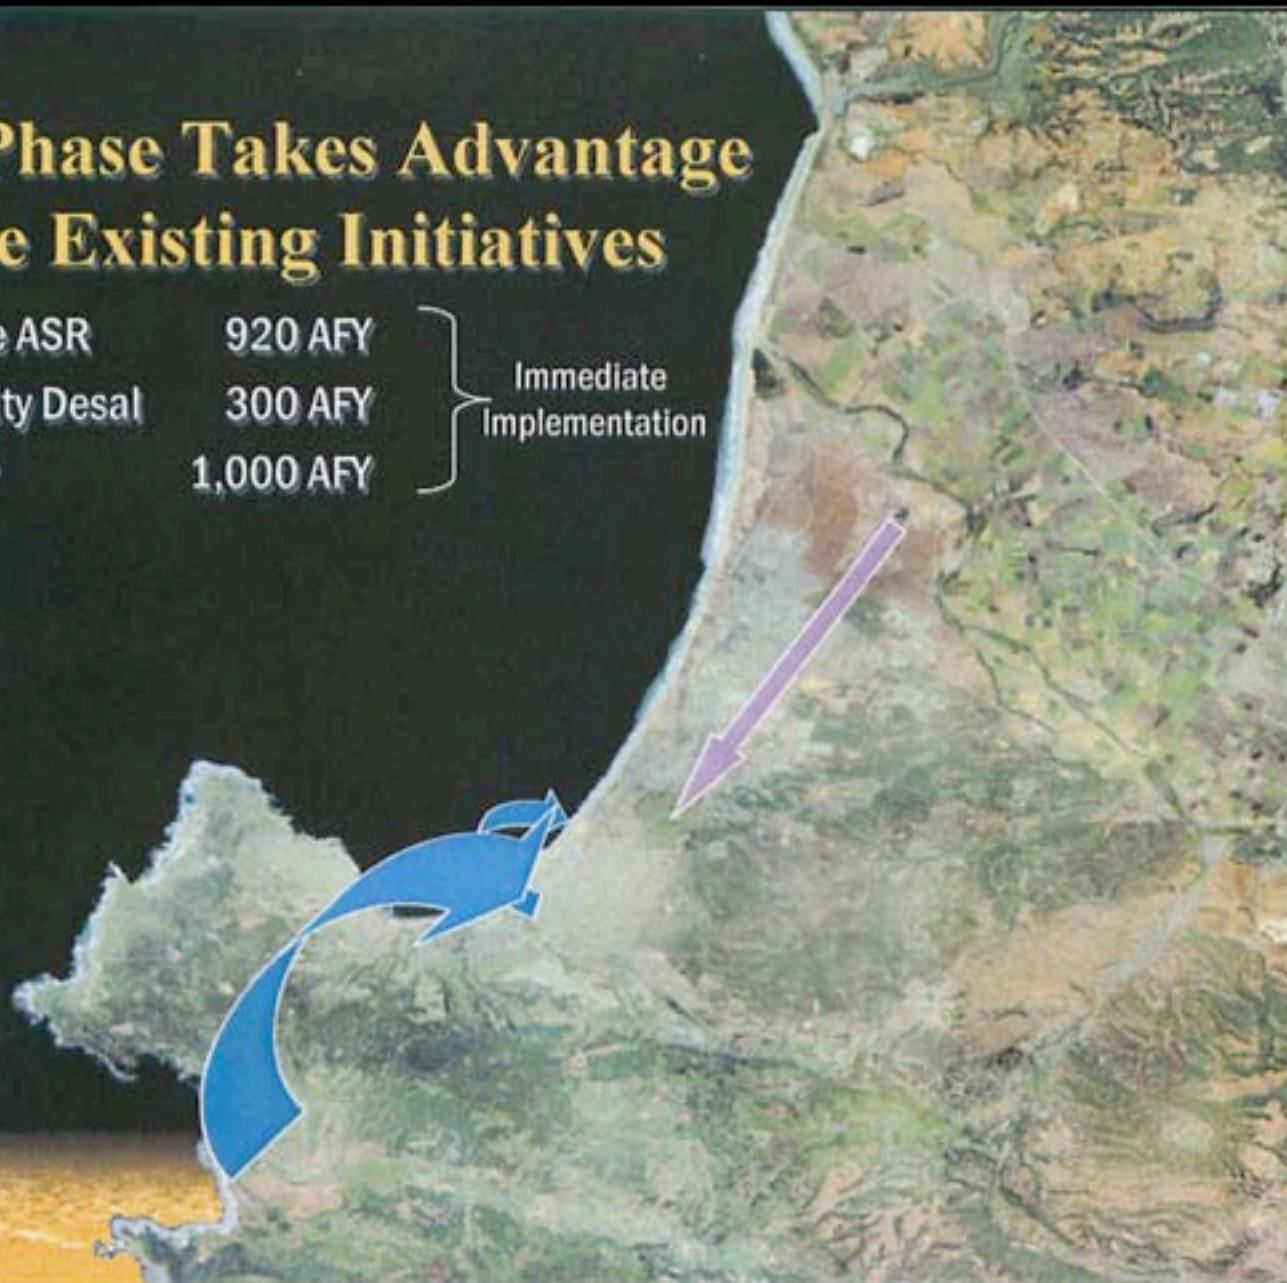 Phase Takes Advantage
e Existing Initiatives
e ASR 920 AFY
ty Desal 300 AFY
1,000 AFY
Immediate
Implementation